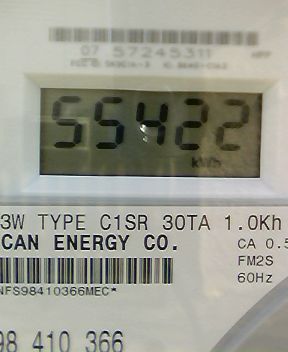 07 57245311
55422
kWh
3W TYPE C1SR 30TA 1.0Kh
CAN ENERGY CO.
CA 0.5
FM2S
60Hz
NFS98410366MEC*
98 410 366